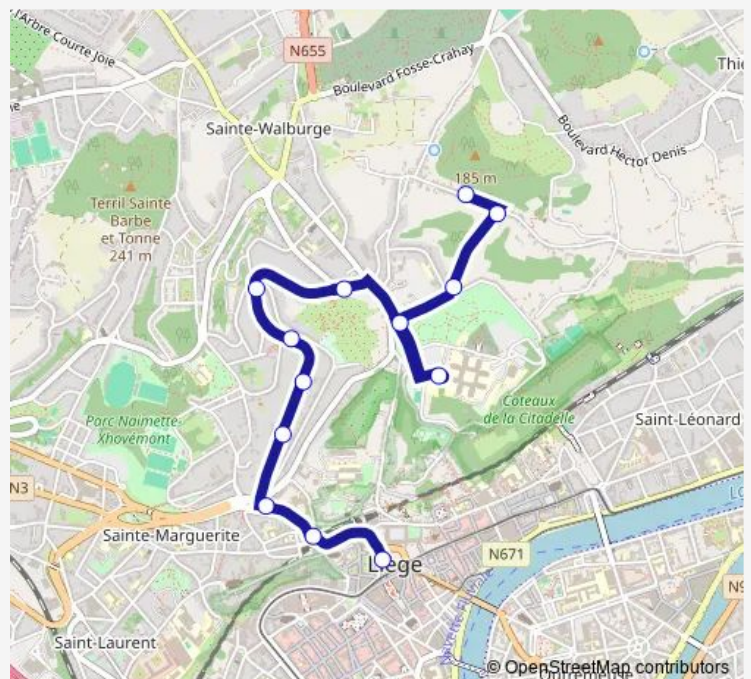 l'Arbre Courte Joie
N655
Boulevard Fosse-Crahay
Thie
Sainte-Walburge
Boulevard Hector Denis
185 m
Terril Sainte
Barbe
et Tonne
241 m
Parc Naimette-
Xhovémont
Coteaux
de la Citadelle
Saint-Léonard
N3
Sainte-Marguerite
N671
Liège
Saint-Laurent
© OpenStreetMap contributors